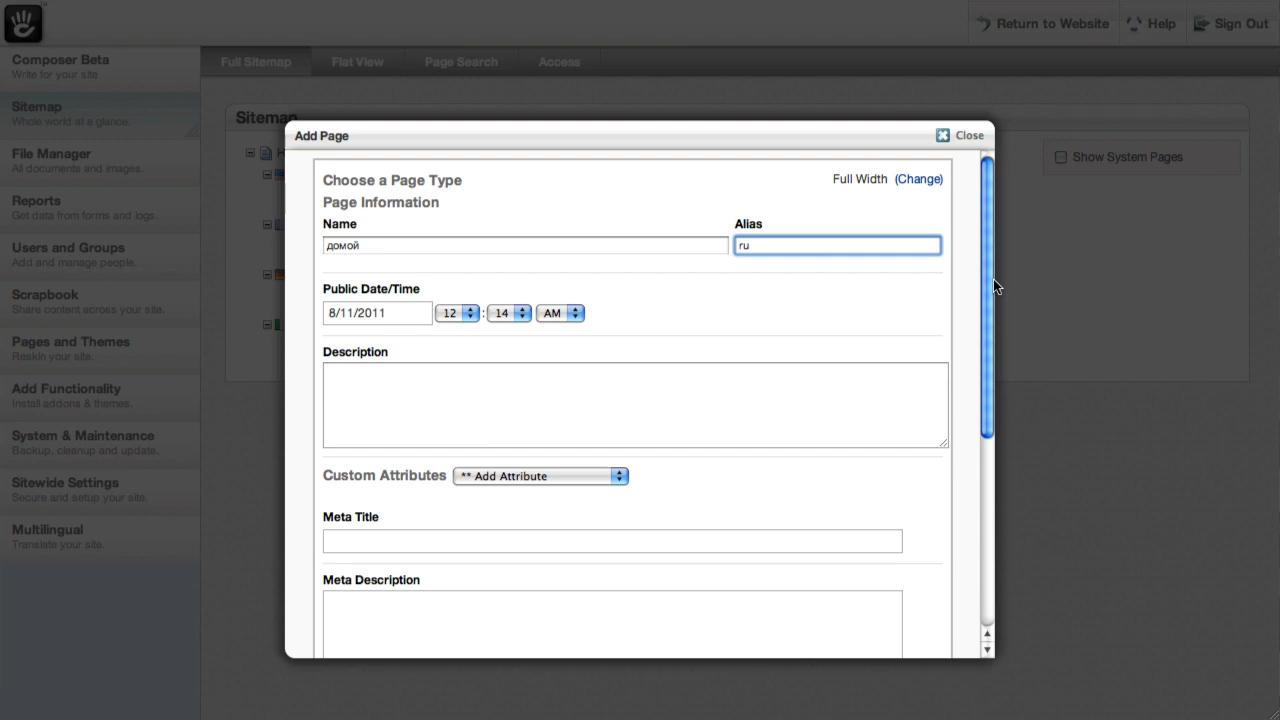 Return to Website
Help
Sign Out
Composer Beta
Write for your site
Sitemap
Whole world at a glance.
File Manager
All documents and images.
Reports
Get data from forms and logs.
Users and Groups
Add and manage people.
Scrapbook
Share content across your site.
Pages and Themes
Reskin your site.
Add Functionality
Install addons & themes.
System & Maintenance
Backup, cleanup and update.
Sitewide Settings
Secure and setup your site.
Multilingual
Translate your site.
Full Sitemap
Flat View
Page Search
Access
Sitemap
Show System Pages
Add Page
Close
Choose a Page Type
Full Width (Change)
Page Information
Name
Alias
домой
ru
Public Date/Time
8/11/2011 12 : 14 AM
Description
Custom Attributes ** Add Attribute
Meta Title
Meta Description